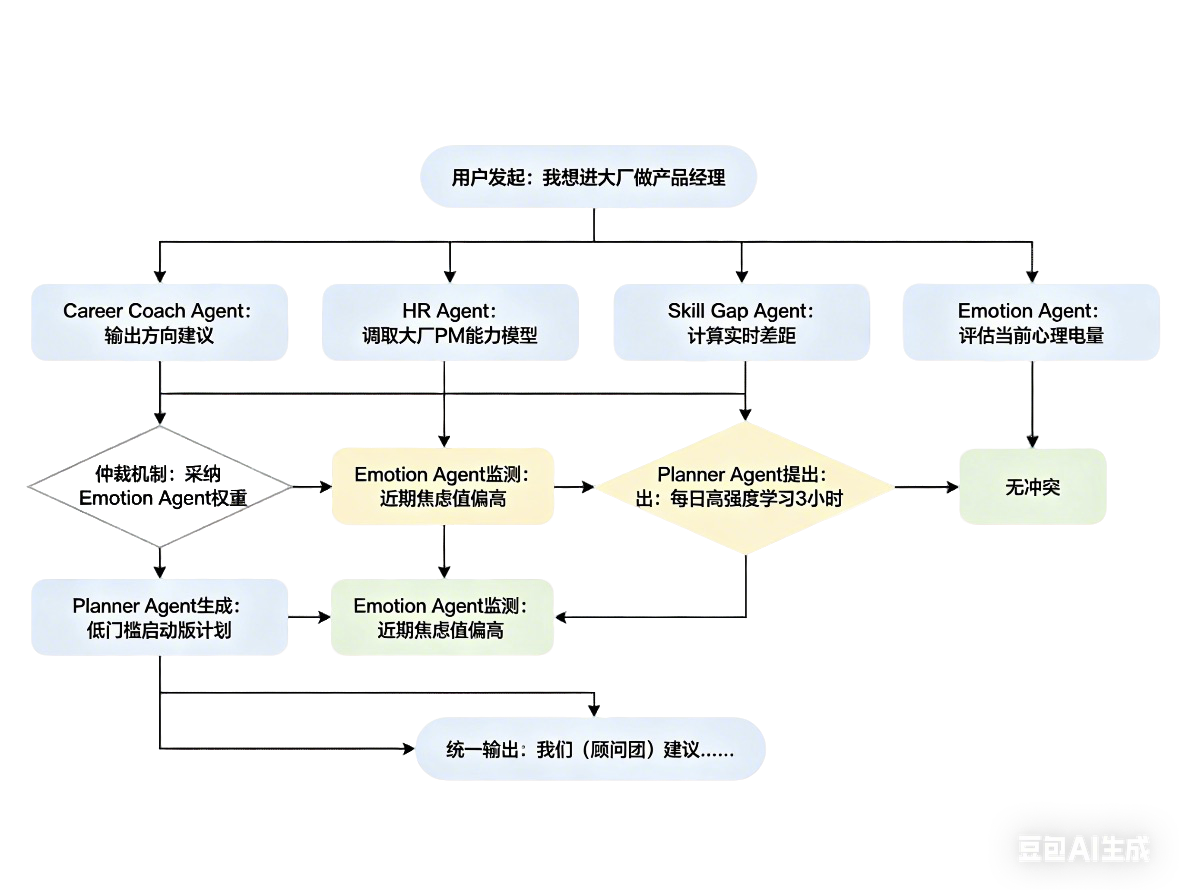 用户发起：我想进大厂做产品经理
Career Coach Agent：
输出方向建议
HR Agent：
调取大厂PM能力模型
Skill Gap Agent：
计算实时差距
Emotion Agent：
评估当前心理电量
仲裁机制：采纳
Emotion Agent权重
Emotion Agent监测：
近期焦虑值偏高
Planner Agent提出：
出：每日高强度学习3小时
无冲突
Planner Agent生成：
低门槛启动版计划
Emotion Agent监测：
近期焦虑值偏高
统一输出：我们（顾问团）建议……
豆包AI生成